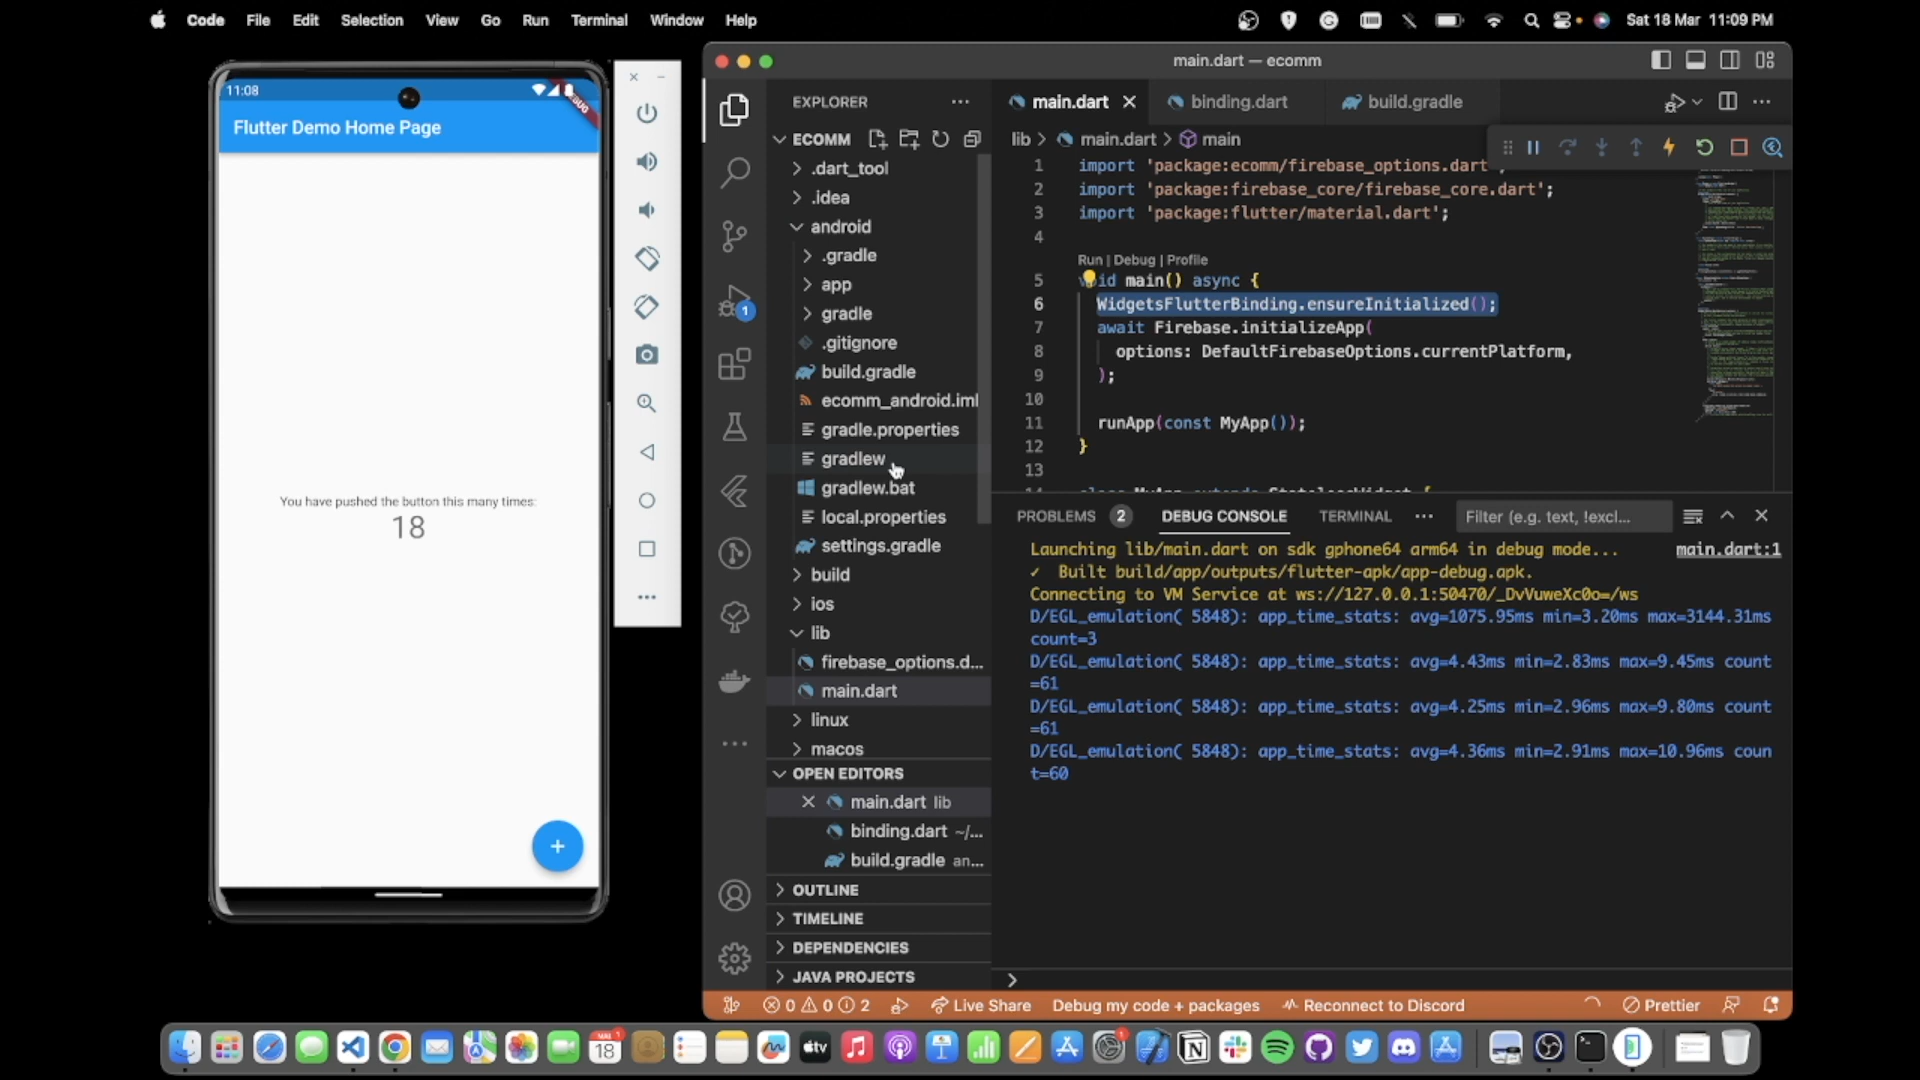 Code File Edit Selection View Go Run Terminal Window Help
Sat 18 Mar 11:09 PM
11:08
Flutter Demo Home Page
You have pushed the button this many times:
18
+
main.dart — ecomm
EXPLORER
ECOMM
.dart_tool
.idea
android
.gradle
app
gradle
.gitignore
build.gradle
ecomm_android.iml
gradle.properties
gradlew
gradlew.bat
local.properties
settings.gradle
build
ios
lib
firebase_options.d...
main.dart
linux
macos
OPEN EDITORS
main.dart lib
binding.dart ~/...
build.gradle an...
OUTLINE
TIMELINE
DEPENDENCIES
JAVA PROJECTS
1
main.dart binding.dart build.gradle
lib > main.dart > main
1 import 'package:ecomm/firebase_options.dart'
2 import 'package:firebase_core/firebase_core.dart';
3 import 'package:flutter/material.dart';
4
Run | Debug | Profile
5 id main() async {
6 WidgetsFlutterBinding.ensureInitialized();
7 await Firebase.initializeApp(
8 options: DefaultFirebaseOptions.currentPlatform,
9 );
10
11 runApp(const MyApp());
12 }
13
PROBLEMS 2 DEBUG CONSOLE TERMINAL ... Filter (e.g. text, !excl...
Launching lib/main.dart on sdk gphone64 arm64 in debug mode... main.dart:1
✓ Built build/app/outputs/flutter-apk/app-debug.apk.
Connecting to VM Service at ws://127.0.0.1:50470/_DvVuweXc0o=/ws
D/EGL_emulation( 5848): app_time_stats: avg=1075.95ms min=3.20ms max=3144.31ms
count=3
D/EGL_emulation( 5848): app_time_stats: avg=4.43ms min=2.83ms max=9.45ms count
=61
D/EGL_emulation( 5848): app_time_stats: avg=4.25ms min=2.96ms max=9.80ms count
=61
D/EGL_emulation( 5848): app_time_stats: avg=4.36ms min=2.91ms max=10.96ms coun
t=60
0 0 2 Live Share Debug my code + packages Reconnect to Discord Prettier
18
tv